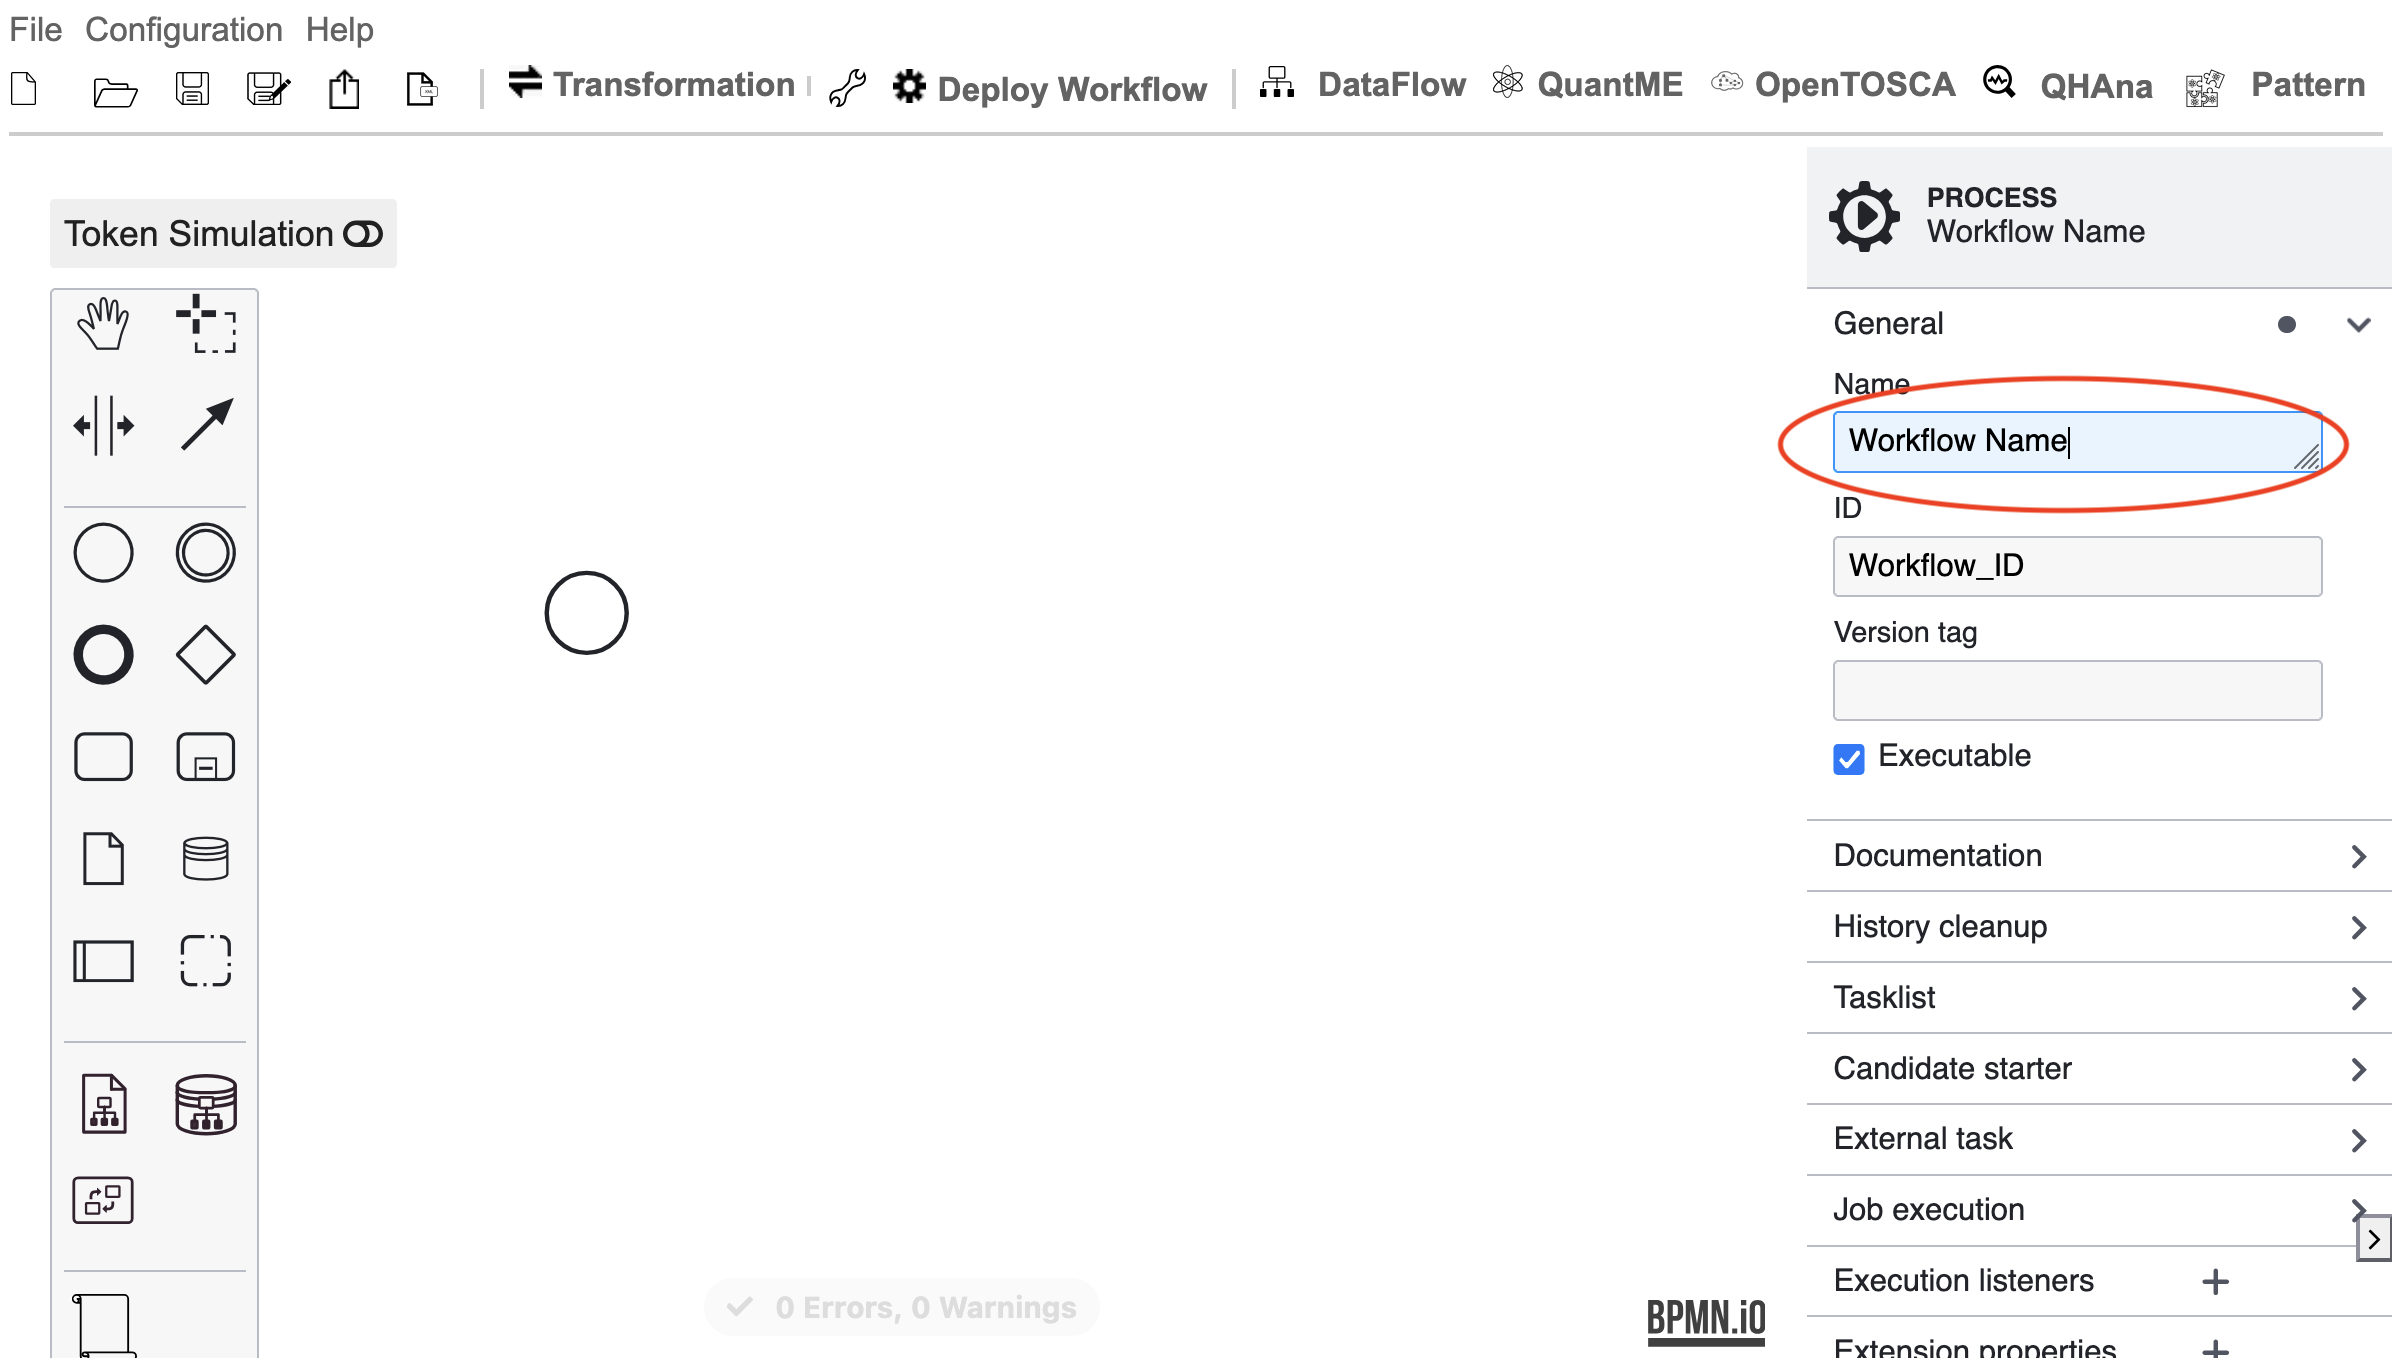 File Configuration Help
Transformation Deploy Workflow DataFlow QuantME OpenTOSCA QHAna Pattern
Token Simulation
PROCESS
Workflow Name
General
Name
Workflow Name
ID
Workflow_ID
Version tag
Executable
Documentation
History cleanup
Tasklist
Candidate starter
External task
Job execution
Execution listeners
Extension properties
0 Errors, 0 Warnings
BPMN.iO